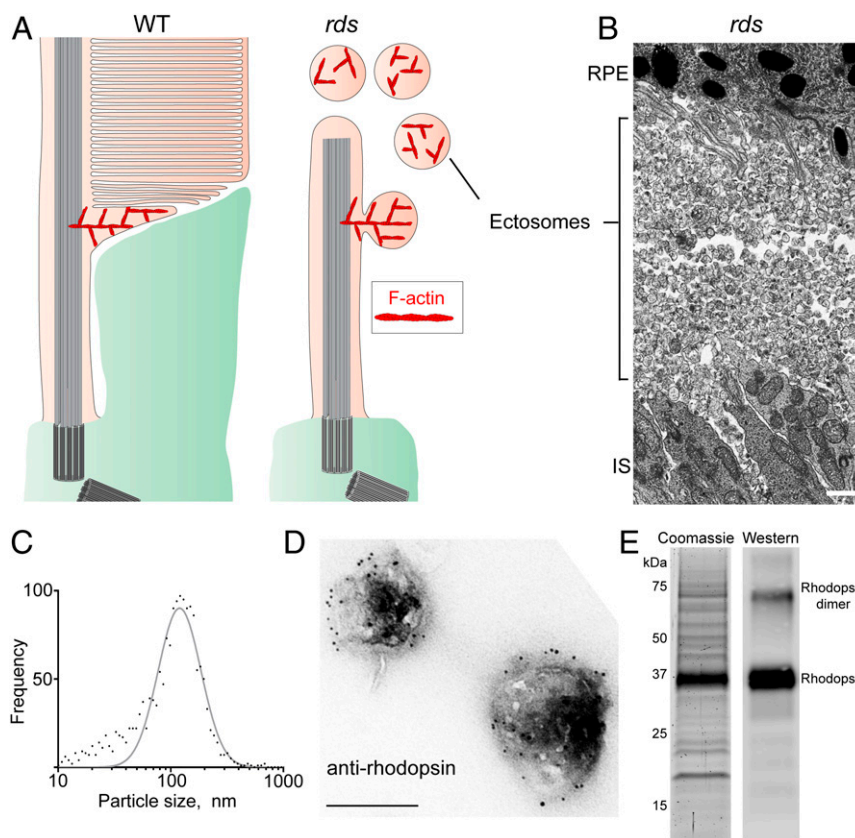 A
WT
rds
F-actin
Ectosomes
B
rds
RPE
IS
C
Frequency
100
50
10
100
1000
Particle size, nm
D
anti-rhodopsin
E
Coomassie Western
kDa
75
50
37
25
15
Rhodops
dimer
Rhodops